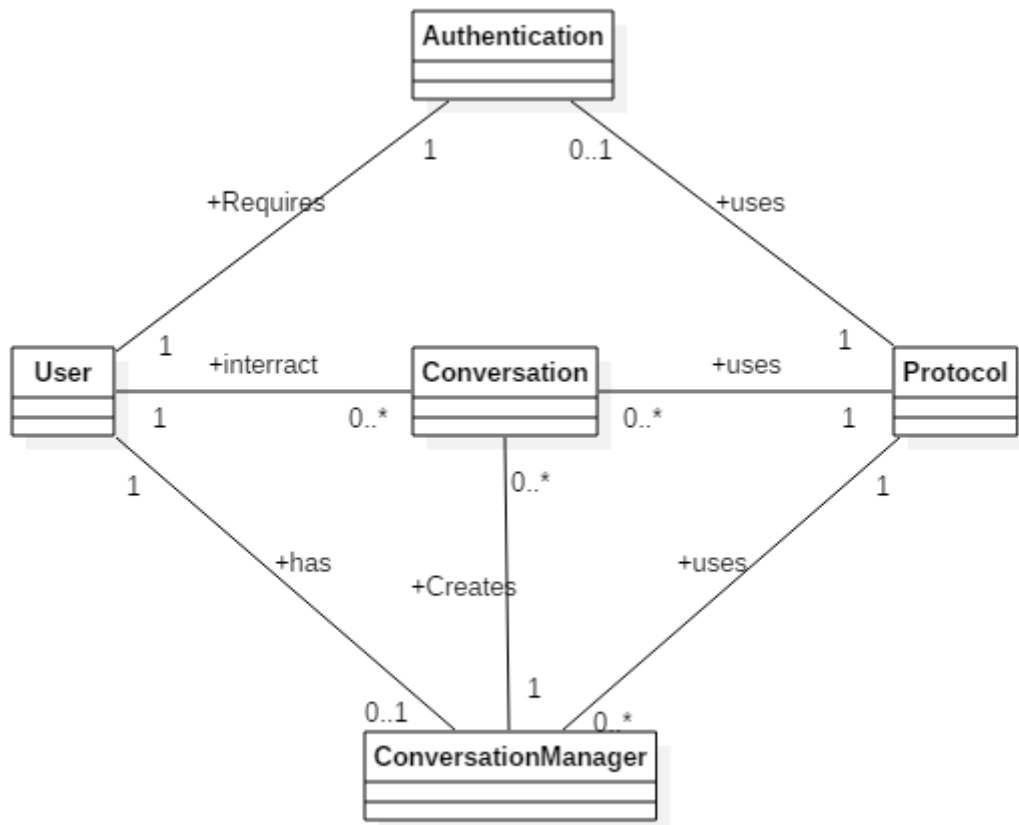 Authentication
1
0..1
+Requires
+uses
1
1
User
+interract
Conversation
+uses
Protocol
1
0..*
0..*
1
1
0..*
1
+has
+Creates
+uses
0..1
1
0..*
ConversationManager